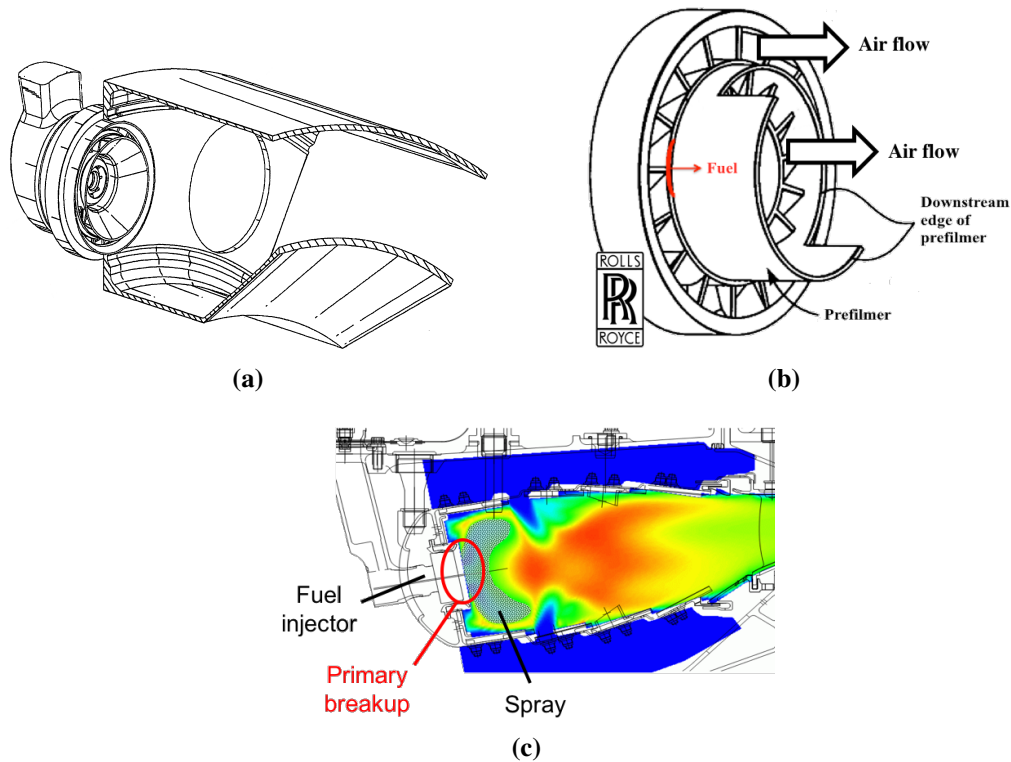 Air flow
Fuel
Air flow
Downstream
edge of
prefilmer
ROLLS
RR
ROYCE
Prefilmer
(a)
(b)
Fuel
injector
Primary
breakup
Spray
(c)